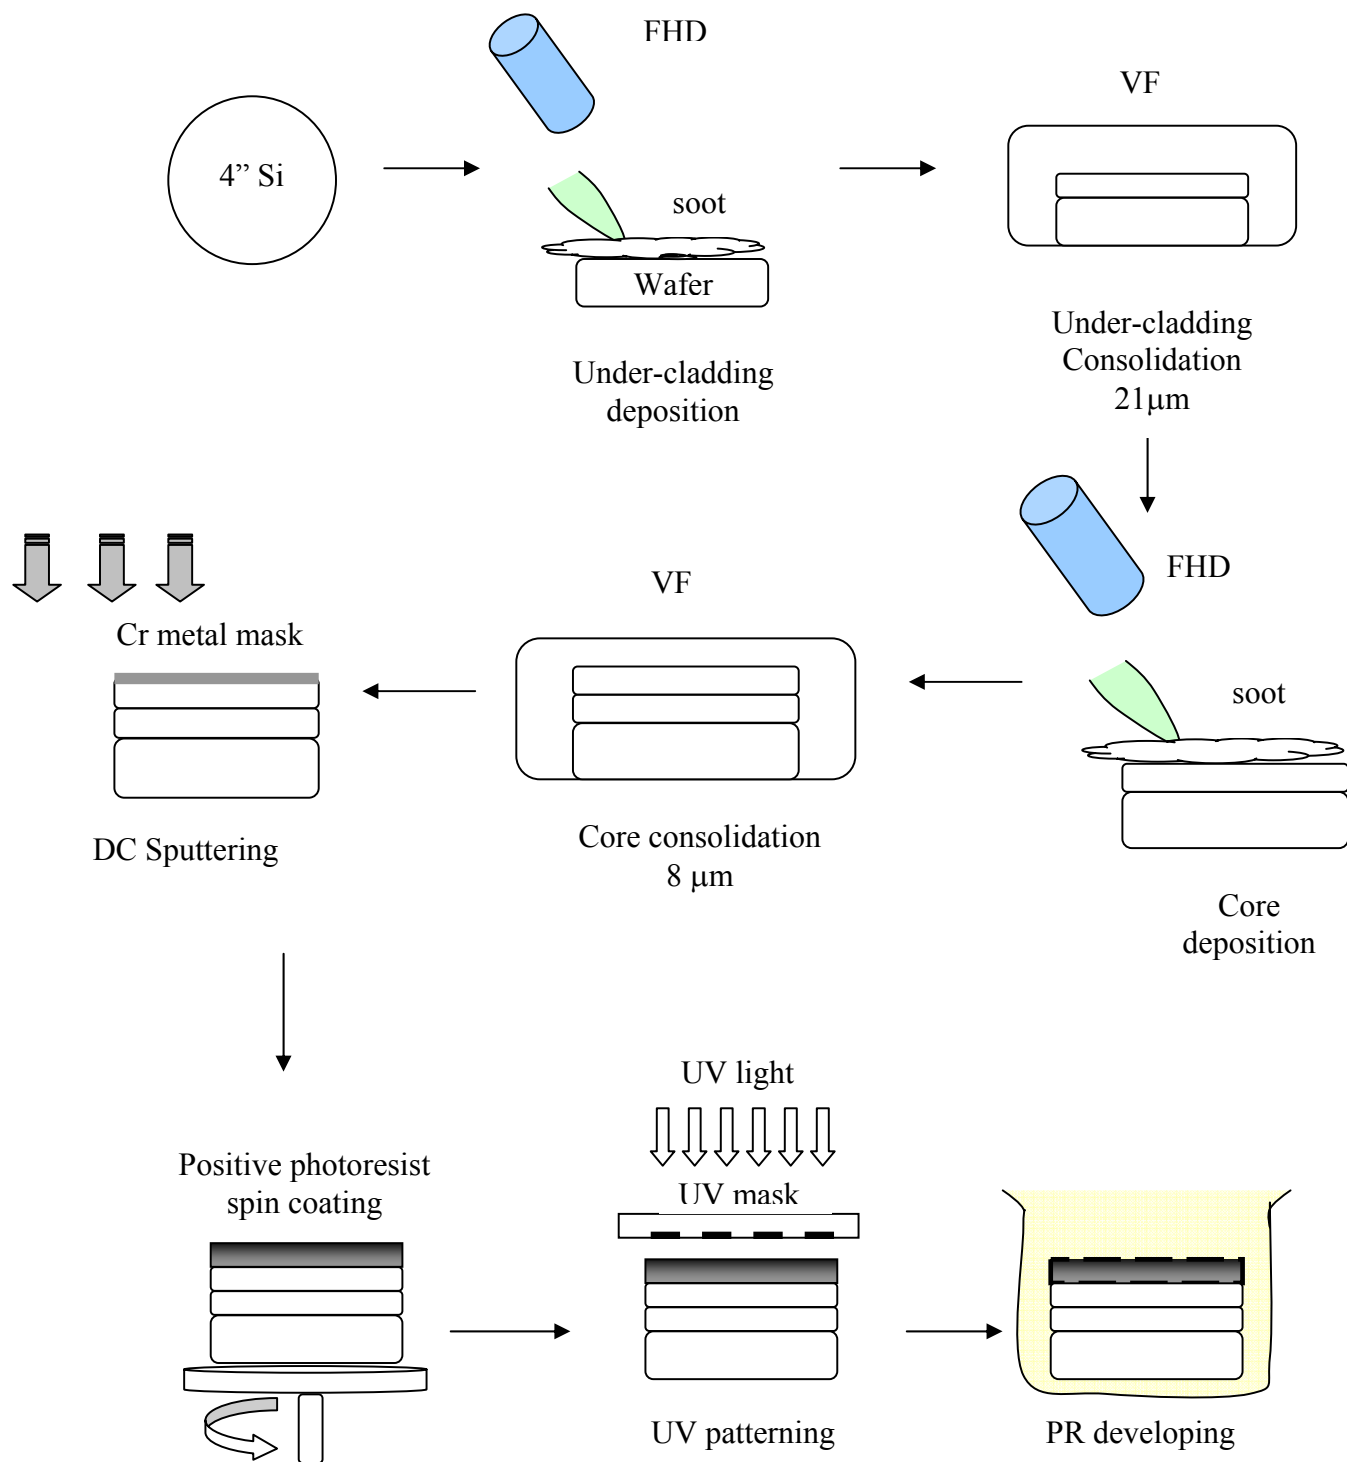 FHD
VF
4” Si
soot
Wafer
Under-cladding
deposition
Under-cladding
Consolidation
21μm
FHD
soot
Core
deposition
VF
Core consolidation
8 μm
Cr metal mask
DC Sputtering
Positive photoresist
spin coating
UV light
UV mask
UV patterning
PR developing